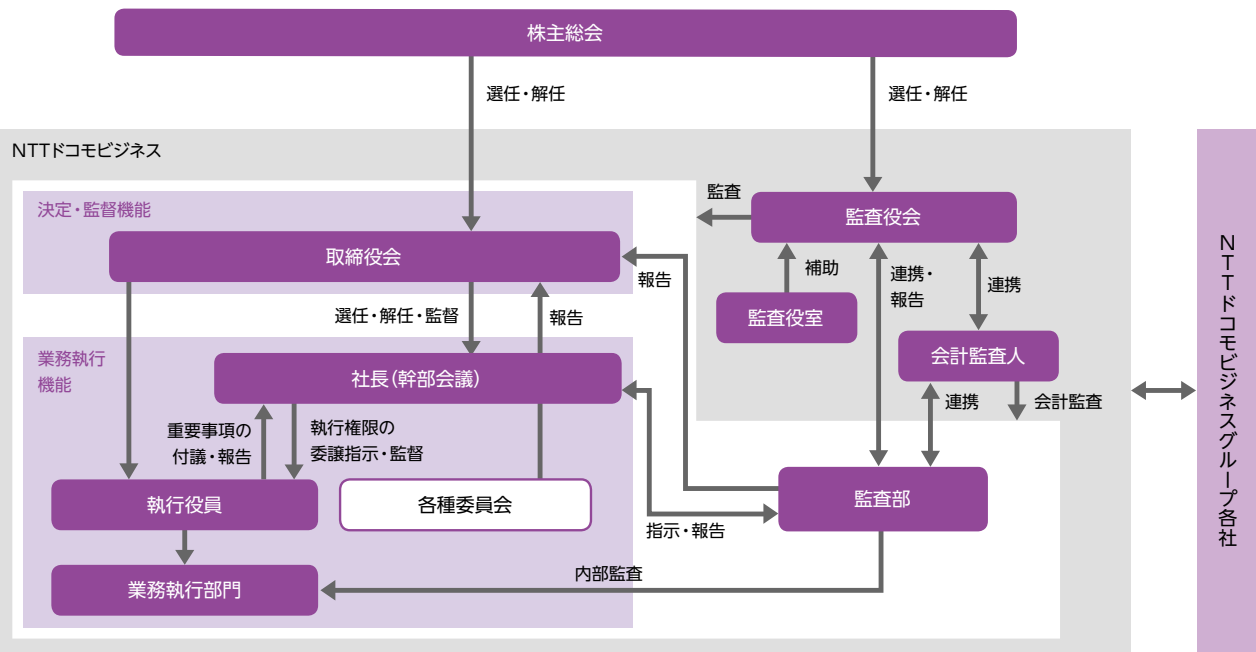 株主総会
選任・解任
選任・解任
NTTドコモビジネス
決定・監督機能
監査
監査役会
取締役会
報告
補助
連携・
報告
連携
監査役室
選任・解任・監督
報告
業務執行
機能
社長(幹部会議)
会計監査人
重要事項の
付議・報告
執行権限の
委譲指示・監督
連携
会計監査
執行役員
各種委員会
監査部
指示・報告
内部監査
業務執行部門
NTTドコモビジネスグループ各社